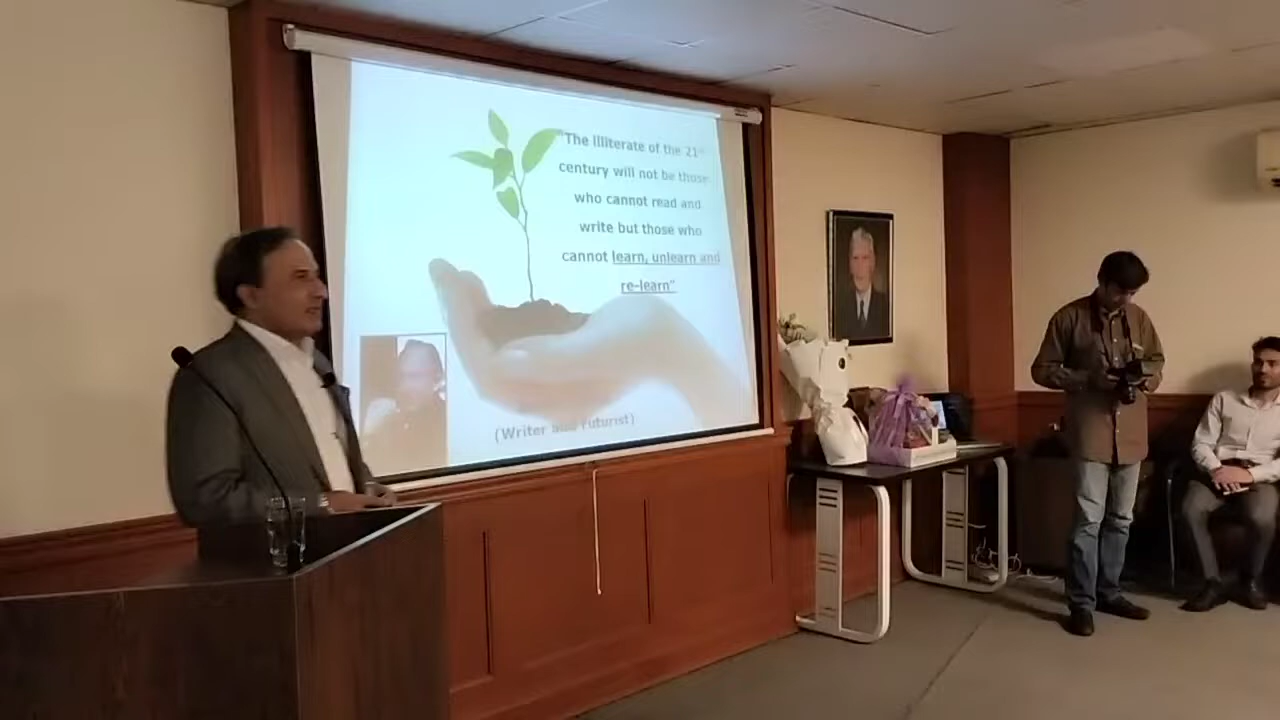 "The illiterate of the 21st
century will not be those
who cannot read and
write but those who
cannot learn, unlearn and
re-learn"
(Writer and Futurist)